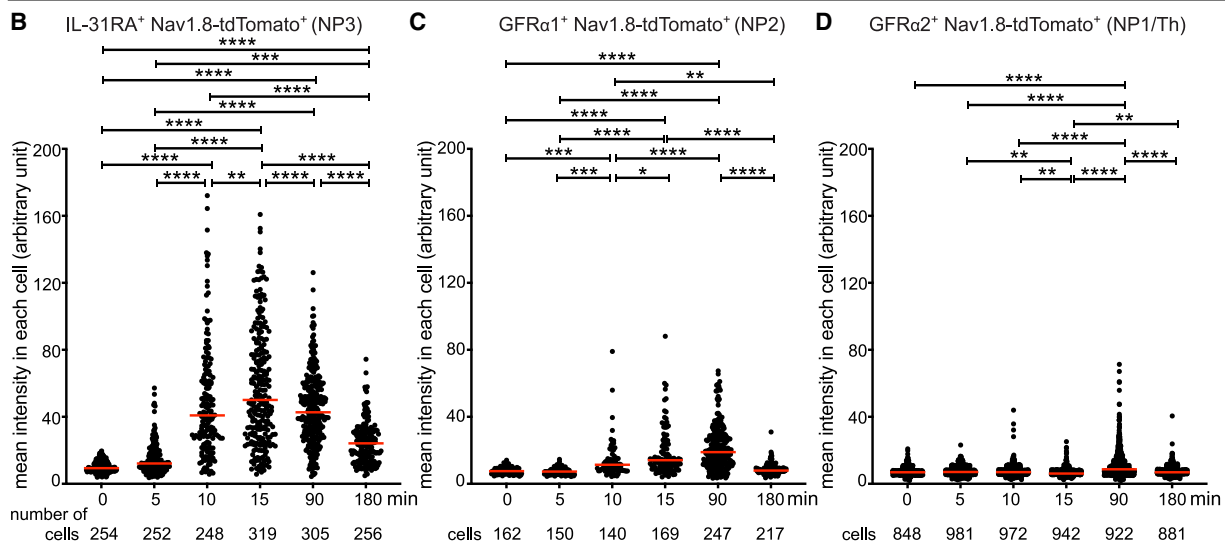 B IL-31RA⁺ Nav1.8-tdTomato⁺ (NP3)
****
***
****
****
****
****
****
**** ****
**** ** **** ****
mean intensity in each cell (arbitrary unit)
200
160
120
80
40
0
0 5 10 15 90 180 min
number of
cells 254 252 248 319 305 256
C GFRα1⁺ Nav1.8-tdTomato⁺ (NP2)
****
**
****
****
**** ****
*** ****
*** * ****
mean intensity in each cell (arbitrary unit)
200
160
120
80
40
0
0 5 10 15 90 180 min
cells 162 150 140 169 247 217
D GFRα2⁺ Nav1.8-tdTomato⁺ (NP1/Th)
****
****
**
****
** ****
** ****
mean intensity in each cell (arbitrary unit)
200
160
120
80
40
0
0 5 10 15 90 180 min
cells 848 981 972 942 922 881